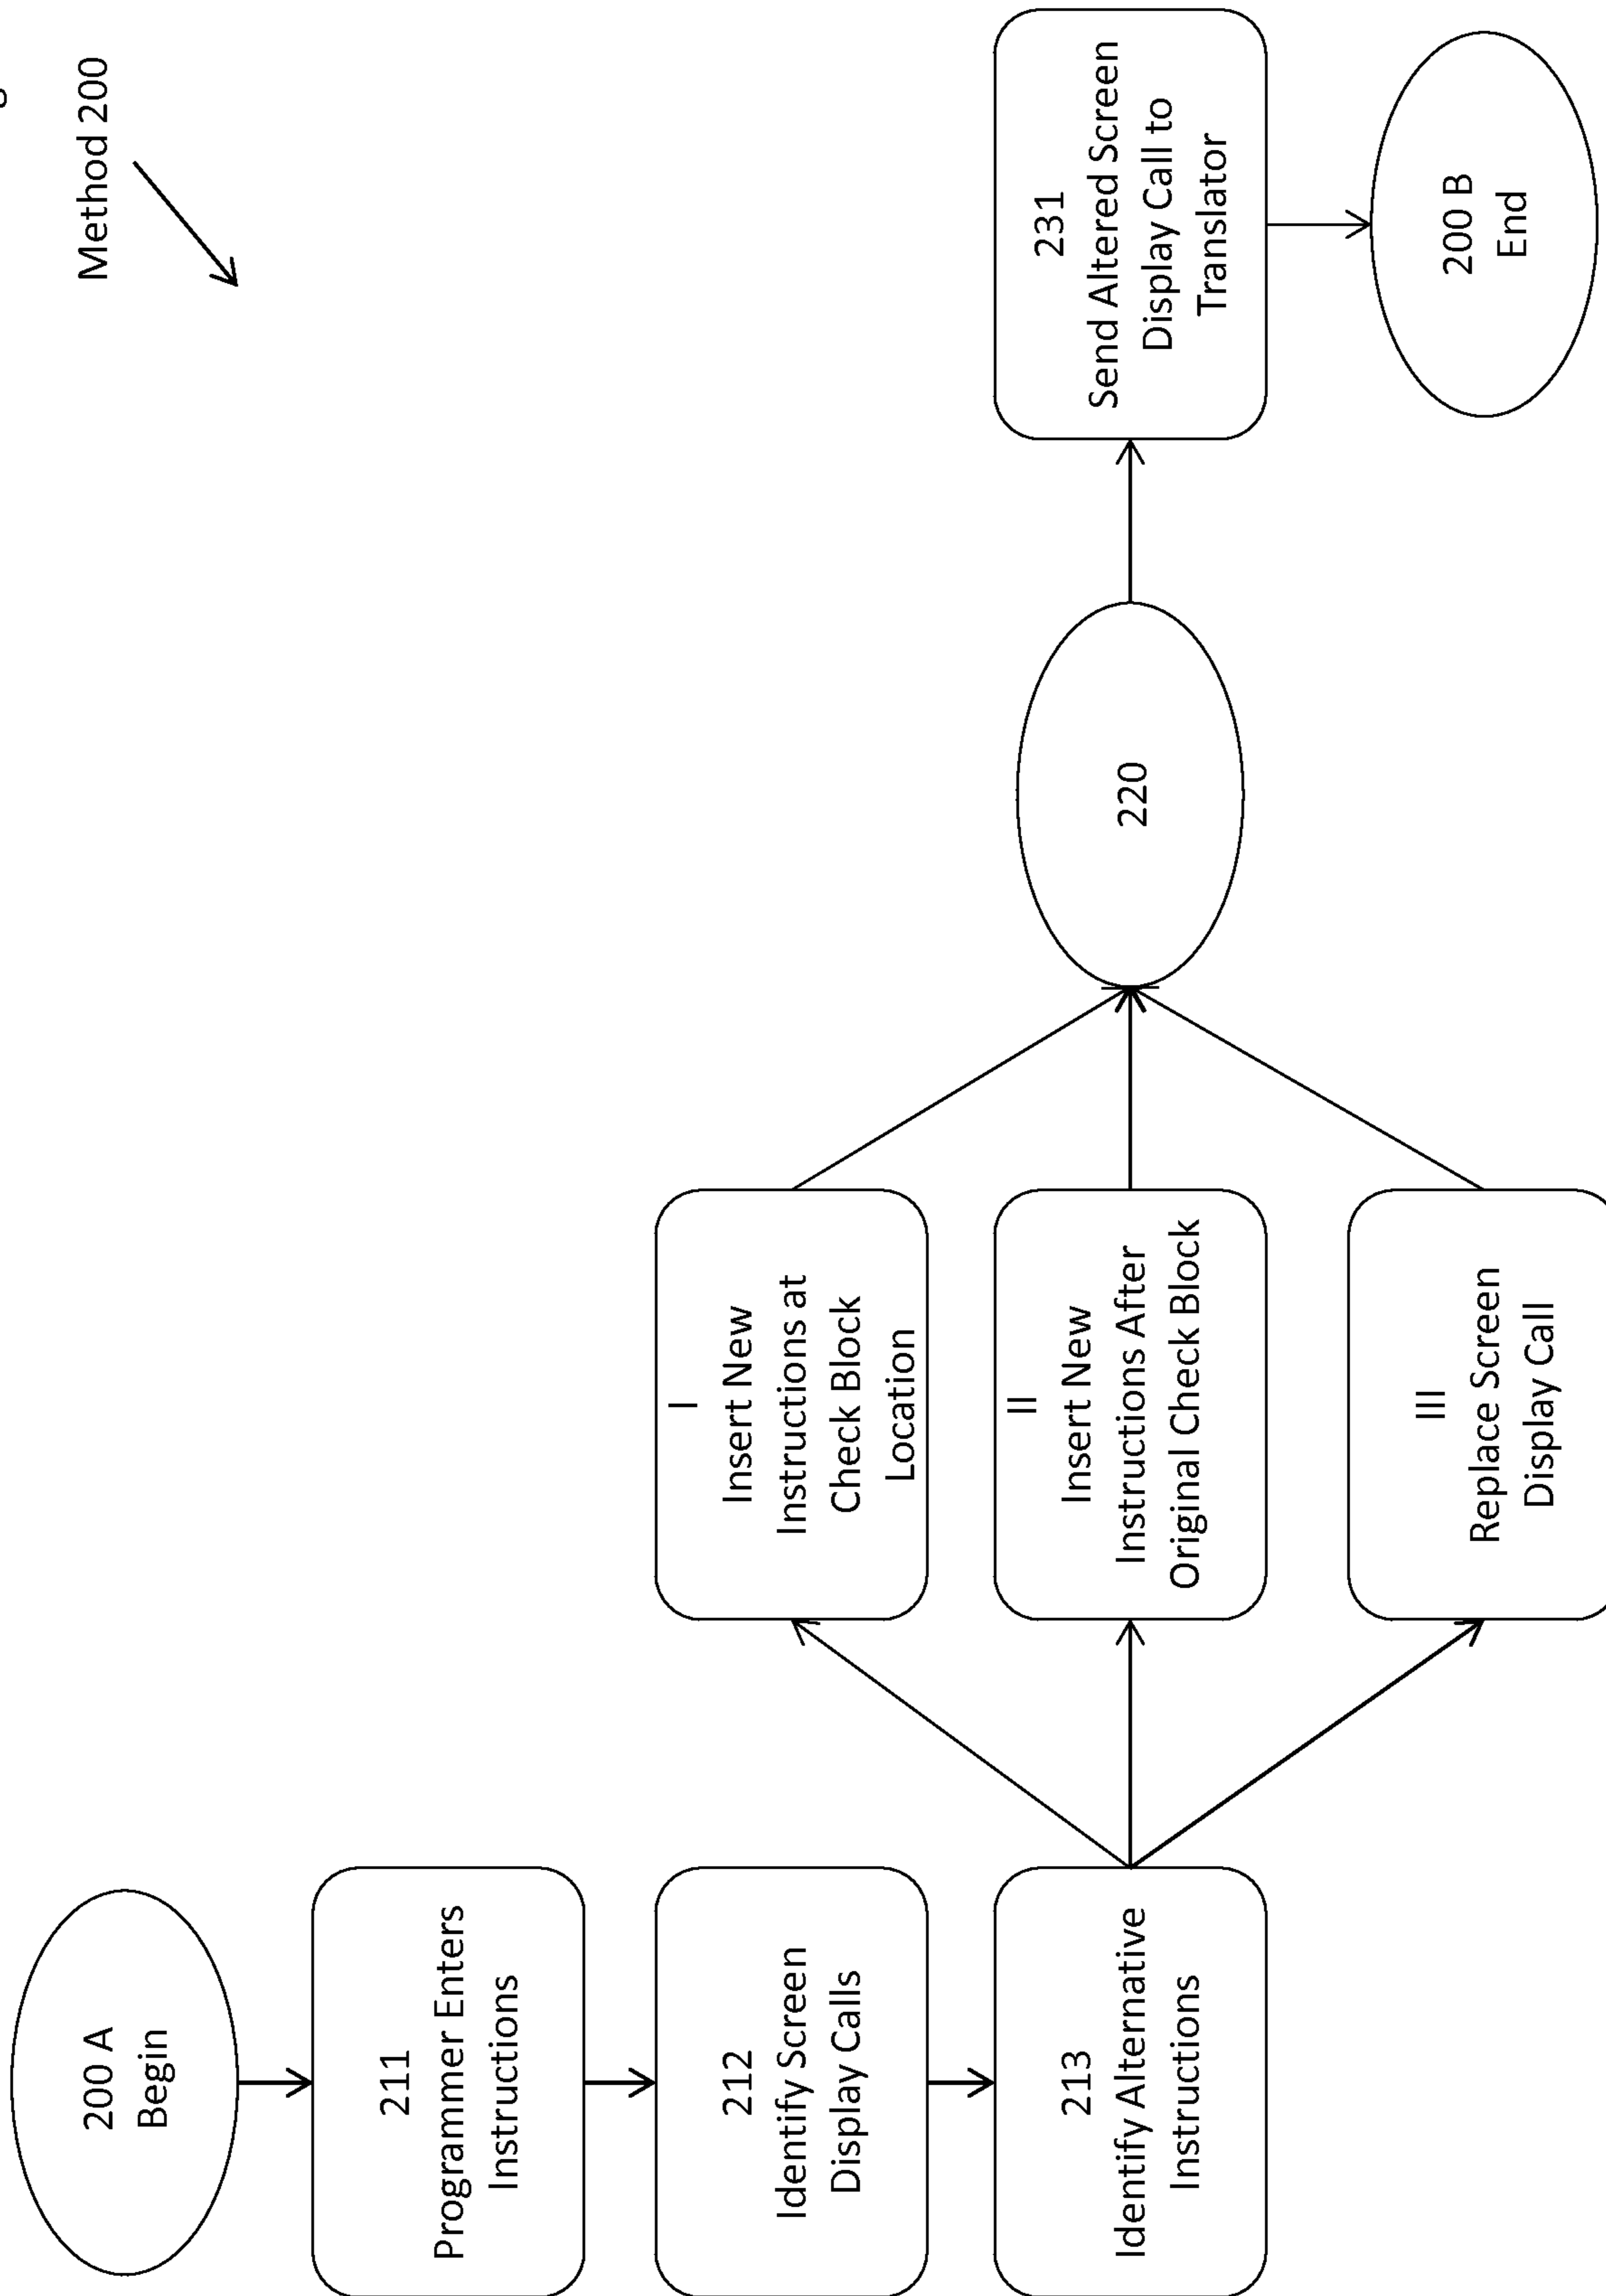 Method 200
200 A
Begin
211
Programmer Enters
Instructions
212
Identify Screen
Display Calls
213
Identify Alternative
Instructions
I
Insert New
Instructions at
Check Block
Location
II
Insert New
Instructions After
Original Check Block
III
Replace Screen
Display Call
220
231
Send Altered Screen
Display Call to
Translator
200 B
End